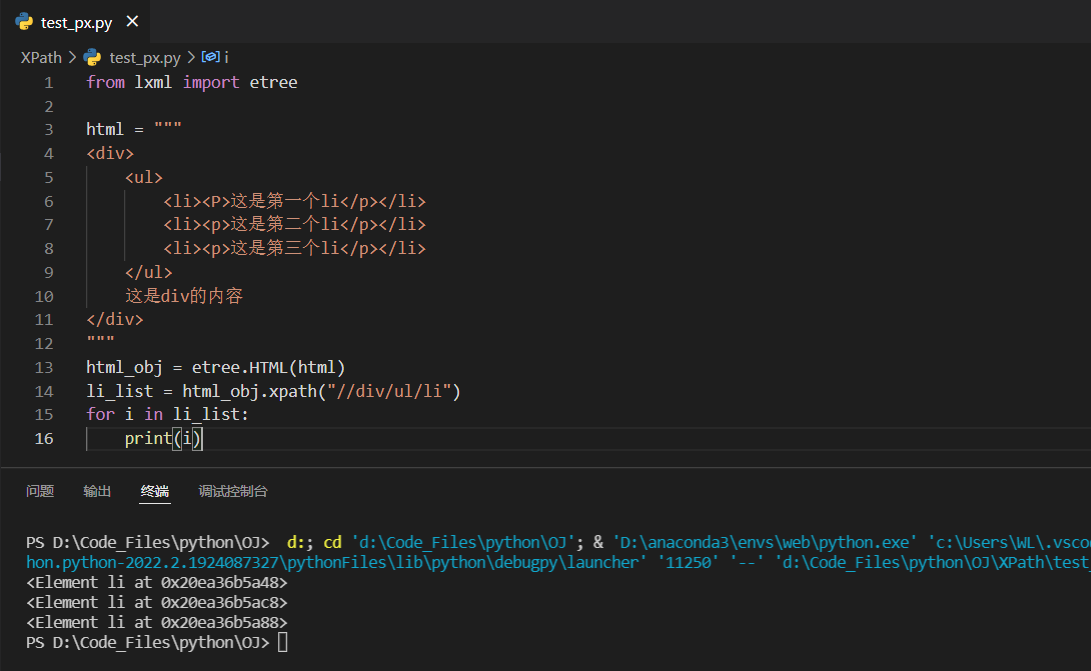 test_px.py
XPath > test_px.py > i
1 from lxml import etree
2
3 html = """
4 <div>
5     <ul>
6         <li><P>这是第一个li</p></li>
7         <li><p>这是第二个li</p></li>
8         <li><p>这是第三个li</p></li>
9     </ul>
10     这是div的内容
11 </div>
12 """
13 html_obj = etree.HTML(html)
14 li_list = html_obj.xpath("//div/ul/li")
15 for i in li_list:
16     print(i)
问题 输出 终端 调试控制台
PS D:\Code_Files\python\OJ>  d:; cd 'd:\Code_Files\python\OJ'; & 'D:\anaconda3\envs\web\python.exe' 'c:\Users\WL\.vsco
hon.python-2022.2.1924087327\pythonFiles\lib\python\debugpy\launcher' '11250' '--' 'd:\Code_Files\python\OJ\XPath\test_
<Element li at 0x20ea36b5a48>
<Element li at 0x20ea36b5ac8>
<Element li at 0x20ea36b5a88>
PS D:\Code_Files\python\OJ>